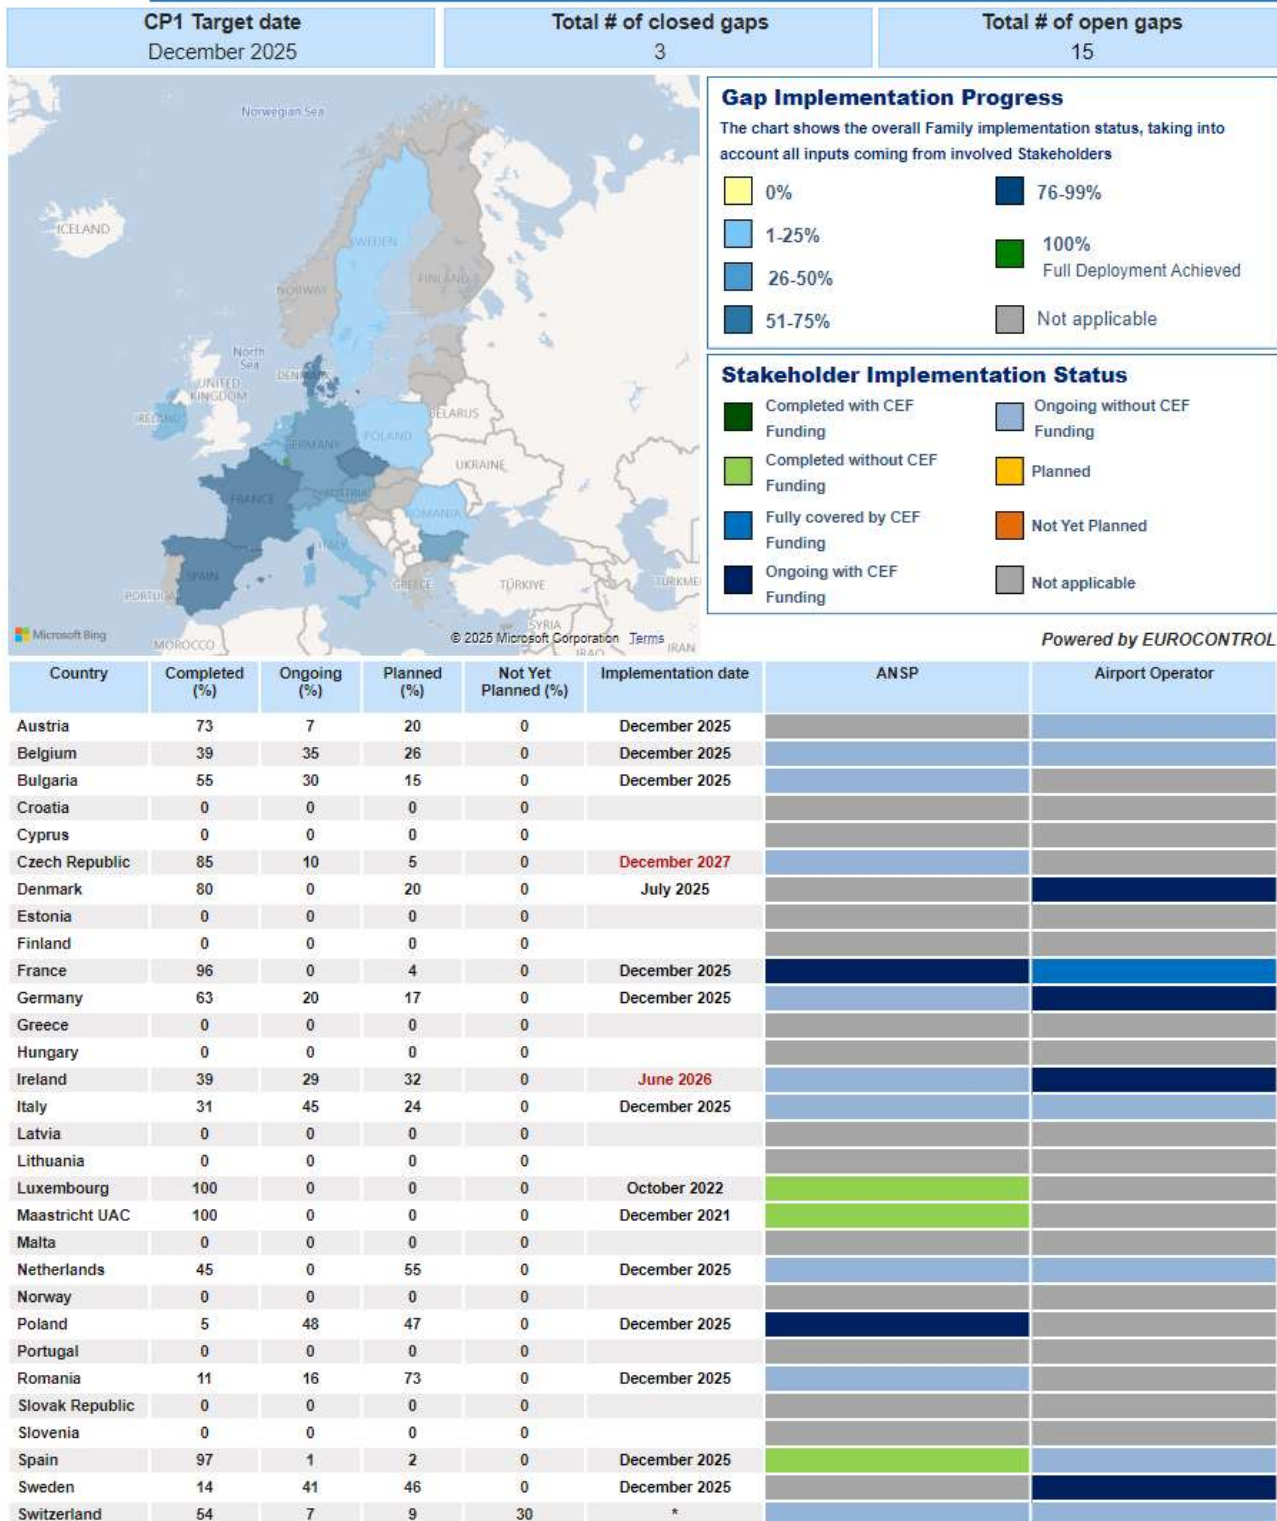 CP1 Target date
December 2025
Total # of closed gaps
3
Total # of open gaps
15
Norwegian Sea
ICELAND
SWEDEN
FINLAND
NORWAY
North
Sea
DENMARK
UNITED
KINGDOM
IRELAND
BELARUS
GERMANY
POLAND
UKRAINE
FRANCE
AUSTRIA
ROMANIA
ITALY
SPAIN
PORTUGAL
GREECE
TÜRKIYE
TURKME
SYRIA
IRAQ
IRAN
MOROCCO
Microsoft Bing
© 2025 Microsoft Corporation Terms
Gap Implementation Progress
The chart shows the overall Family implementation status, taking into
account all inputs coming from involved Stakeholders
0%
1-25%
26-50%
51-75%
76-99%
100%
Full Deployment Achieved
Not applicable
Stakeholder Implementation Status
Completed with CEF
Funding
Completed without CEF
Funding
Fully covered by CEF
Funding
Ongoing with CEF
Funding
Ongoing without CEF
Funding
Planned
Not Yet Planned
Not applicable
Powered by EUROCONTROL
Country Completed (%) Ongoing (%) Planned (%) Not Yet Planned (%) Implementation date ANSP Airport Operator
Austria 73 7 20 0 December 2025
Belgium 39 35 26 0 December 2025
Bulgaria 55 30 15 0 December 2025
Croatia 0 0 0 0
Cyprus 0 0 0 0
Czech Republic 85 10 5 0 December 2027
Denmark 80 0 20 0 July 2025
Estonia 0 0 0 0
Finland 0 0 0 0
France 96 0 4 0 December 2025
Germany 63 20 17 0 December 2025
Greece 0 0 0 0
Hungary 0 0 0 0
Ireland 39 29 32 0 June 2026
Italy 31 45 24 0 December 2025
Latvia 0 0 0 0
Lithuania 0 0 0 0
Luxembourg 100 0 0 0 October 2022
Maastricht UAC 100 0 0 0 December 2021
Malta 0 0 0 0
Netherlands 45 0 55 0 December 2025
Norway 0 0 0 0
Poland 5 48 47 0 December 2025
Portugal 0 0 0 0
Romania 11 16 73 0 December 2025
Slovak Republic 0 0 0 0
Slovenia 0 0 0 0
Spain 97 1 2 0 December 2025
Sweden 14 41 46 0 December 2025
Switzerland 54 7 9 30 *